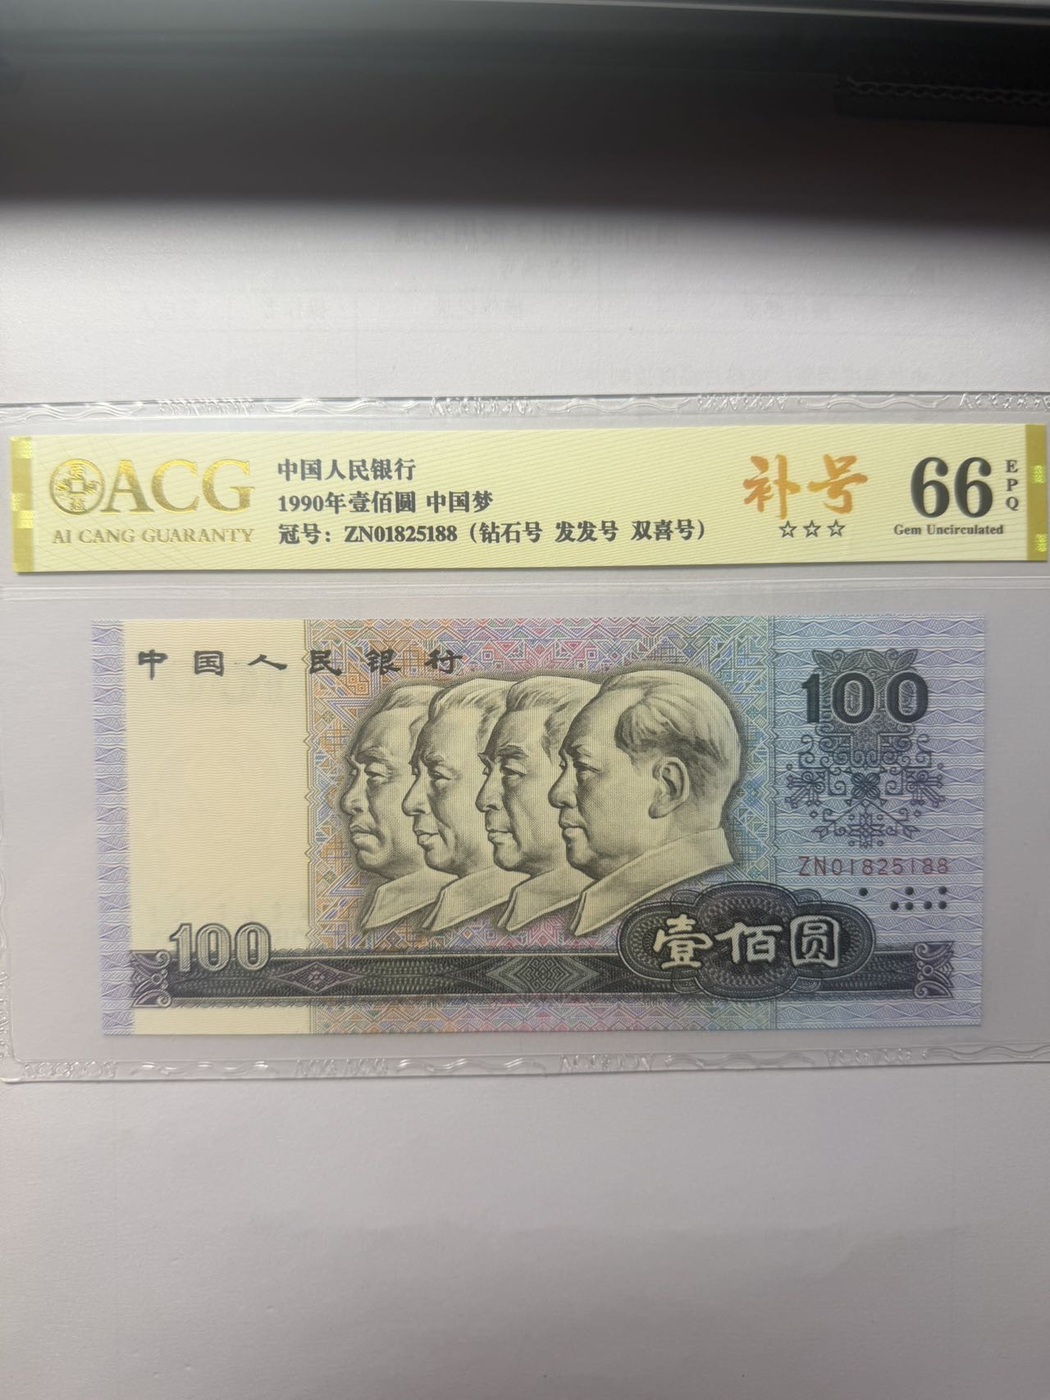 ACG
AI CANG GUARANTY
中国人民银行
1990年壹佰圆 中国梦
冠号：ZN01825188（钻石号 发发号 双喜号）
补号
☆☆☆
66
EPQ
Gem Uncirculated
中国人民银行
100
ZN01825188
100
壹佰圆